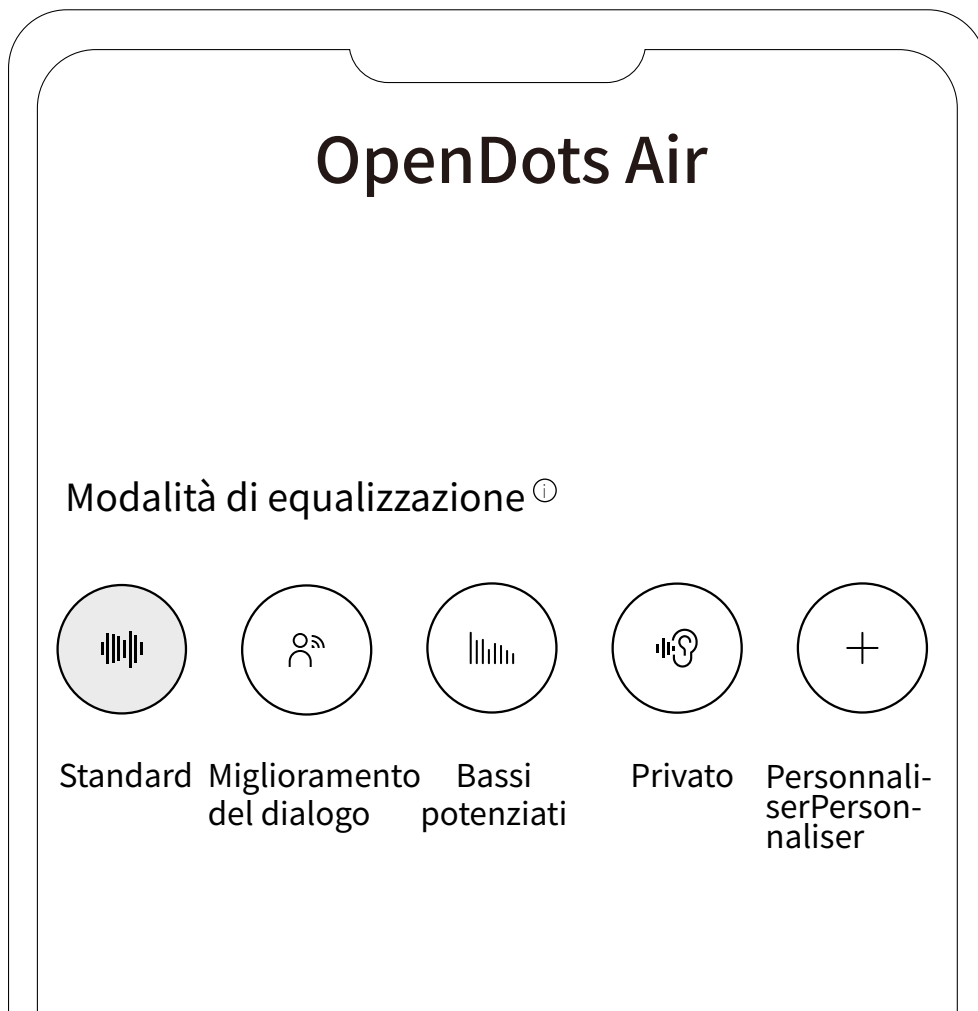 OpenDots Air
Modalità di equalizzazione ⓘ
Standard
Miglioramento
del dialogo
Bassi
potenziati
Privato
Personnali-
serPerson-
naliser